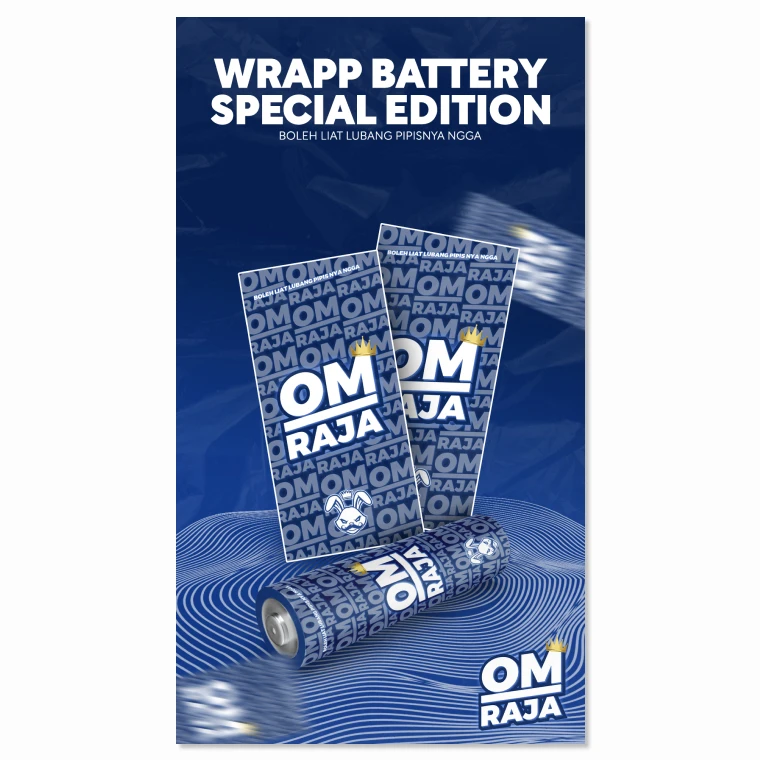 WRAPP BATTERY
SPECIAL EDITION
BOLEH LIAT LUBANG PIPISNYA NGGA
BOLEH LIAT LUBANG PIPIS NYA NGGA
OM
RAJA
BOLEH LIAT LUBANG PIPIS NYA NGGA
OM
RAJA
OM
RAJA
OM
RAJA